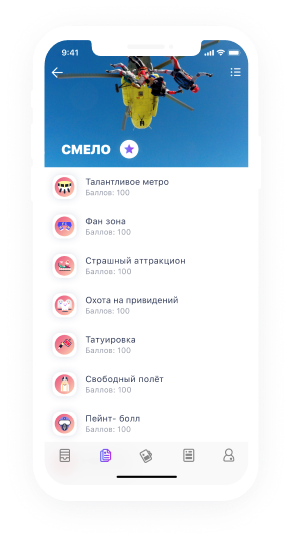 9:41
СМЕЛО
Талантливое метро
Баллов: 100
Фан зона
Баллов: 100
Страшный аттракцион
Баллов: 100
Охота на привидений
Баллов: 100
Татуировка
Баллов: 100
Свободный полёт
Баллов: 100
Пейнт- болл
Баллов: 100